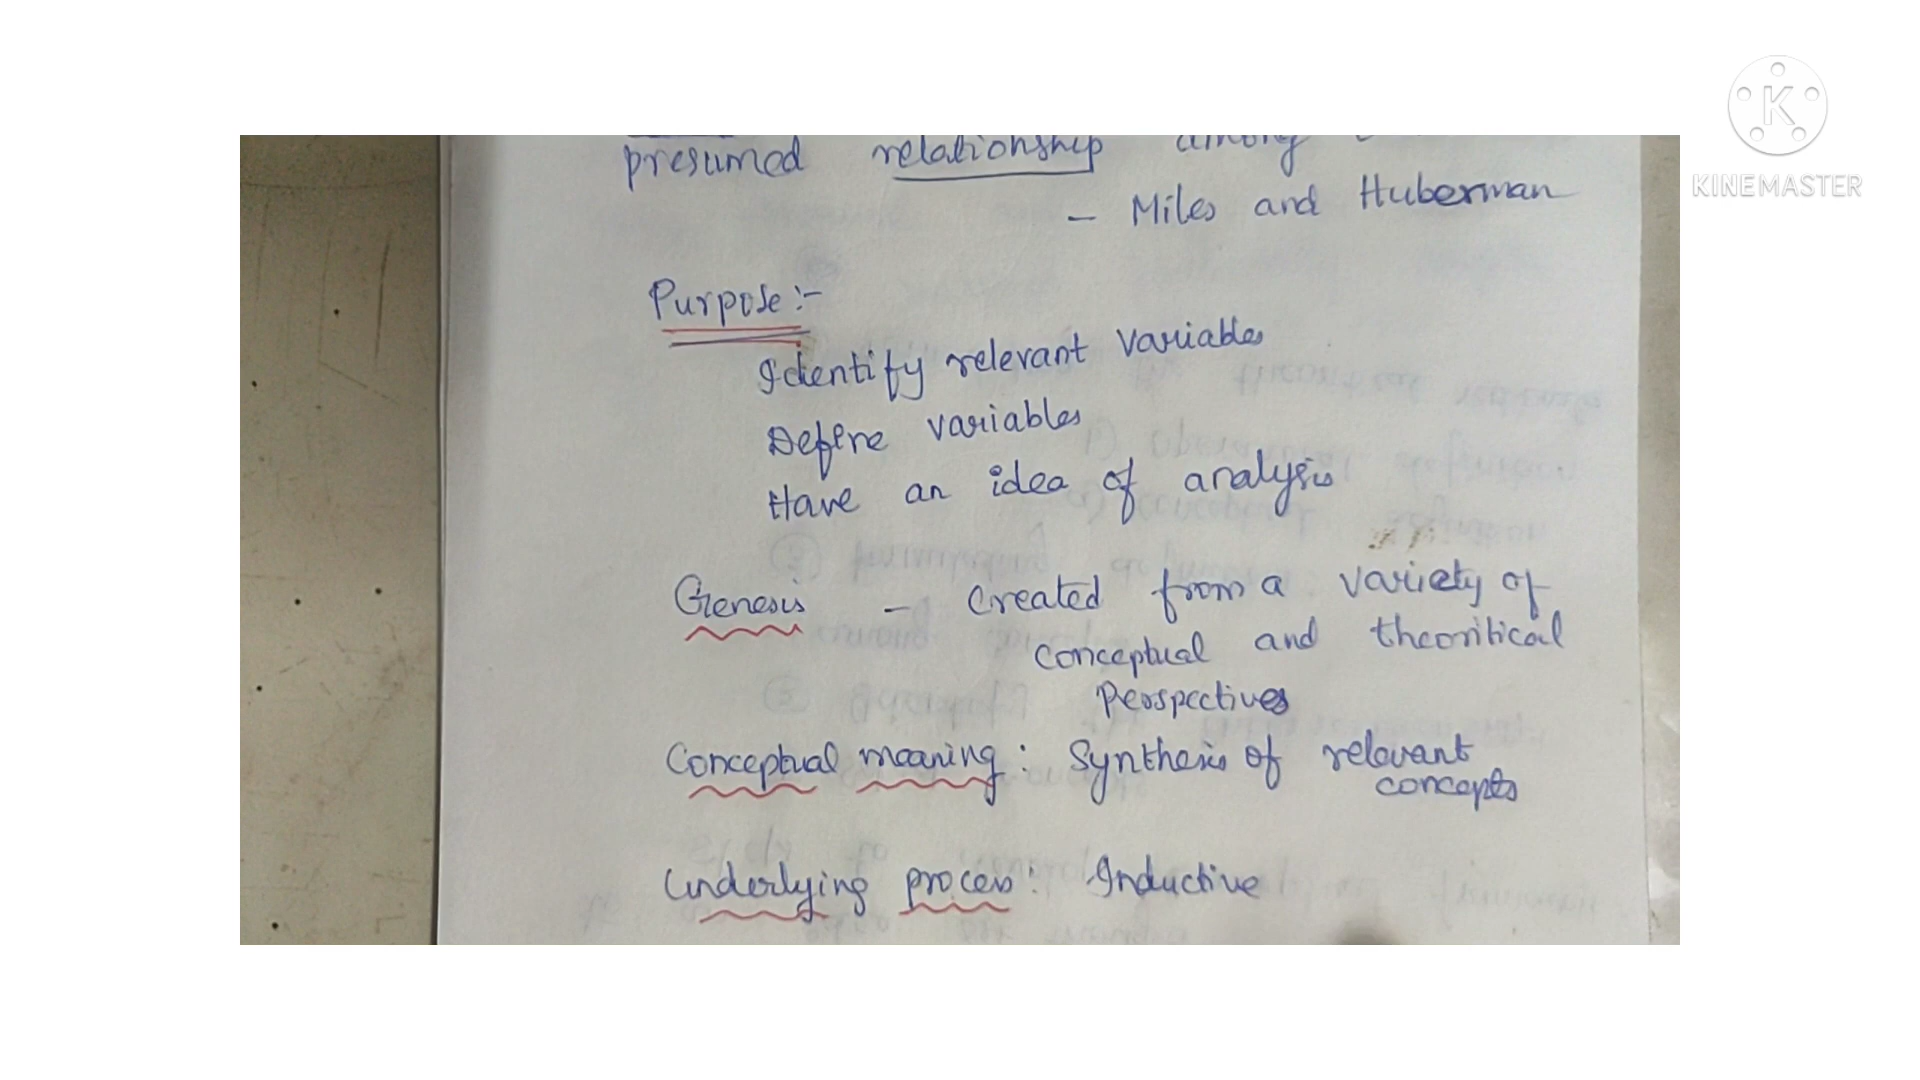 presumed relationship among
- Miles and Huberman
Purpose :-
Identify relevant variables
Define variables
Have an idea of analysis
Genesis - created from a variety of
conceptual and theoritical
Perspectives
Conceptual meaning : Synthesis of relevant
concepts
Underlying process : Inductive
K
KINEMASTER